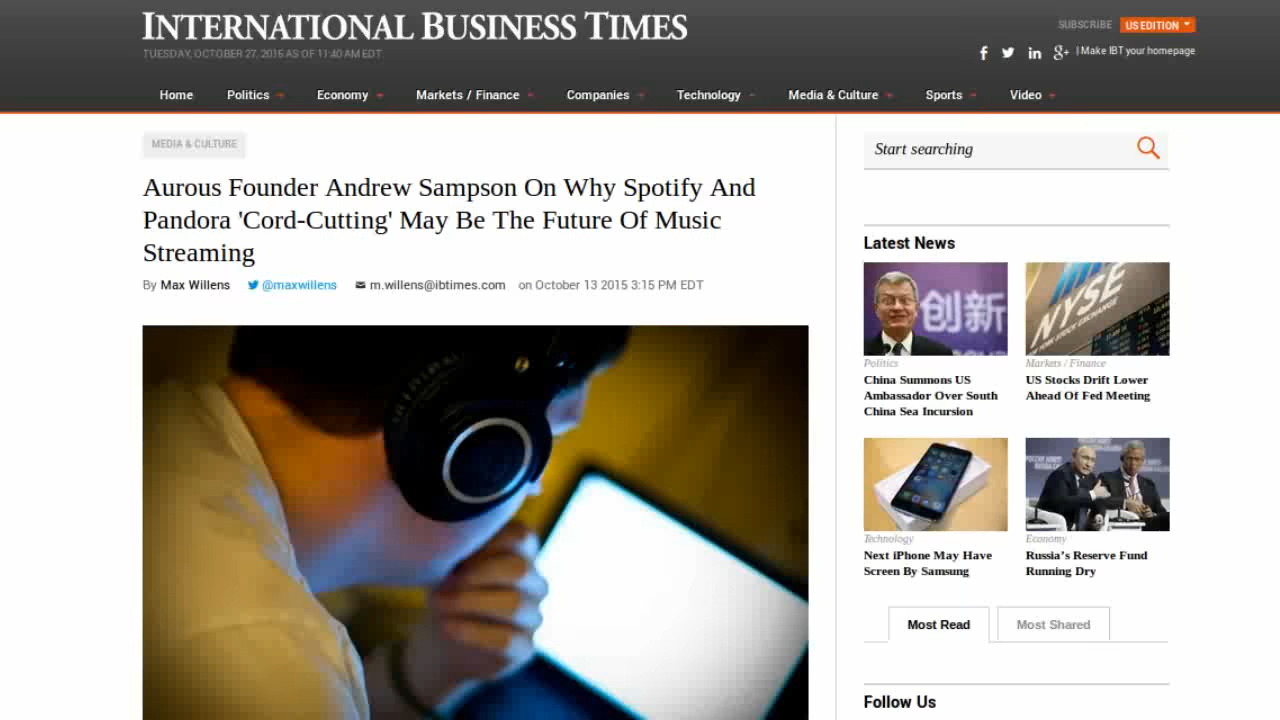 INTERNATIONAL BUSINESS TIMES
TUESDAY, OCTOBER 27, 2015 AS OF 11:40 AM EDT
SUBSCRIBE US EDITION
| Make IBT your homepage
Home Politics Economy Markets / Finance Companies Technology Media & Culture Sports Video
MEDIA & CULTURE
Aurous Founder Andrew Sampson On Why Spotify And
Pandora 'Cord-Cutting' May Be The Future Of Music
Streaming
By Max Willens @maxwillens m.willens@ibtimes.com on October 13 2015 3:15 PM EDT
Start searching
Latest News
创新
NYSE
Politics
China Summons US
Ambassador Over South
China Sea Incursion
Markets / Finance
US Stocks Drift Lower
Ahead Of Fed Meeting
Technology
Next iPhone May Have
Screen By Samsung
Economy
Russia's Reserve Fund
Running Dry
Most Read Most Shared
Follow Us